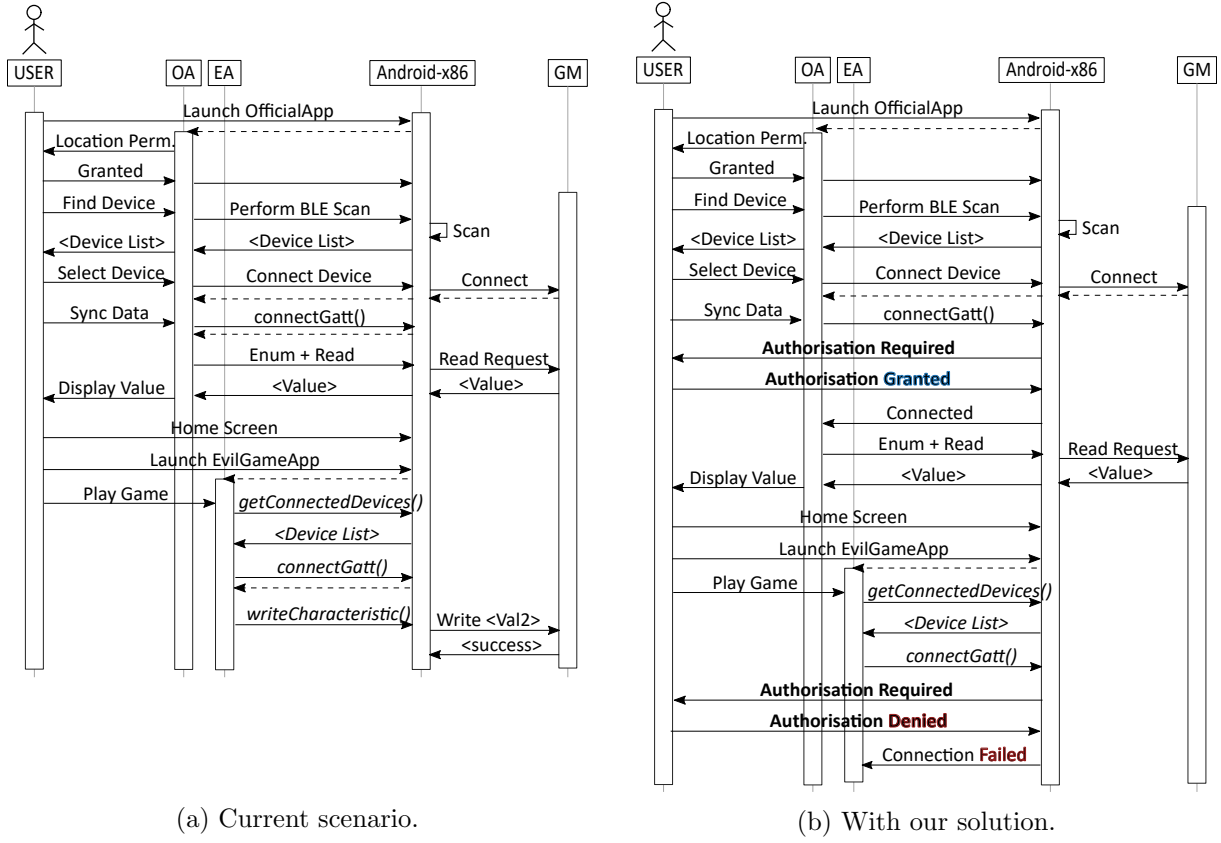 USER
OA
EA
Android-x86
GM
Launch OfficialApp
Location Perm.
Granted
Find Device
Perform BLE Scan
Scan
<Device List>
<Device List>
Select Device
Connect Device
Connect
Sync Data
connectGatt()
Enum + Read
Read Request
Display Value
<Value>
<Value>
Home Screen
Launch EvilGameApp
Play Game
getConnectedDevices()
<Device List>
connectGatt()
writeCharacteristic()
Write <Val2>
<success>
(a) Current scenario.
USER
OA
EA
Android-x86
GM
Launch OfficialApp
Location Perm.
Granted
Find Device
Perform BLE Scan
Scan
<Device List>
<Device List>
Select Device
Connect Device
Connect
Sync Data
connectGatt()
Authorisation Required
Authorisation Granted
Connected
Enum + Read
Read Request
Display Value
<Value>
<Value>
Home Screen
Launch EvilGameApp
Play Game
getConnectedDevices()
<Device List>
connectGatt()
Authorisation Required
Authorisation Denied
Connection Failed
(b) With our solution.